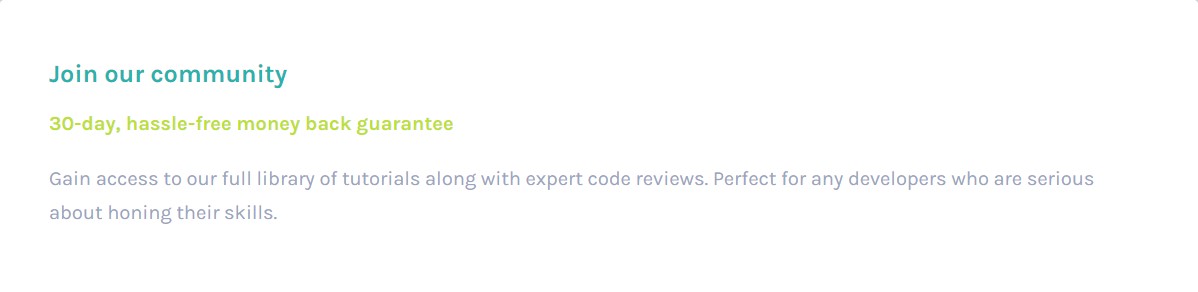 Join our community
30-day, hassle-free money back guarantee
Gain access to our full library of tutorials along with expert code reviews. Perfect for any developers who are serious
about honing their skills.